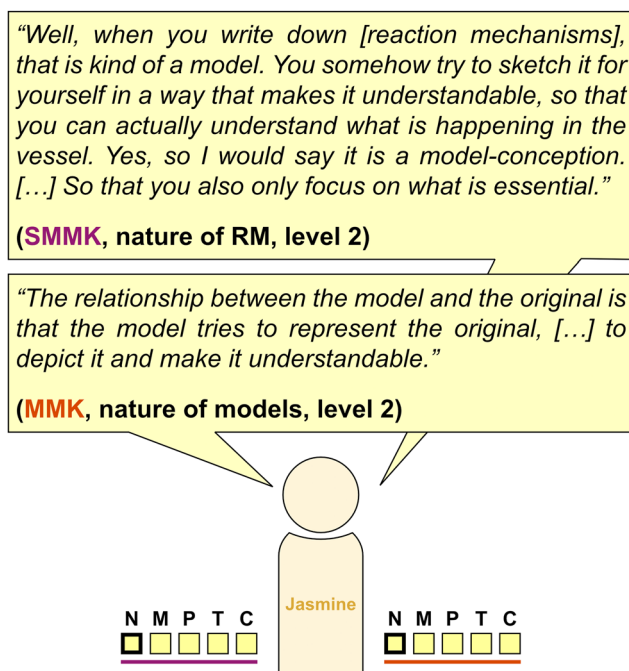 “Well, when you write down [reaction mechanisms],
that is kind of a model. You somehow try to sketch it for
yourself in a way that makes it understandable, so that
you can actually understand what is happening in the
vessel. Yes, so I would say it is a model-conception.
[…] So that you also only focus on what is essential.”
(SMMK, nature of RM, level 2)
“The relationship between the model and the original is
that the model tries to represent the original, […] to
depict it and make it understandable.”
(MMK, nature of models, level 2)
Jasmine
N M P T C
N M P T C